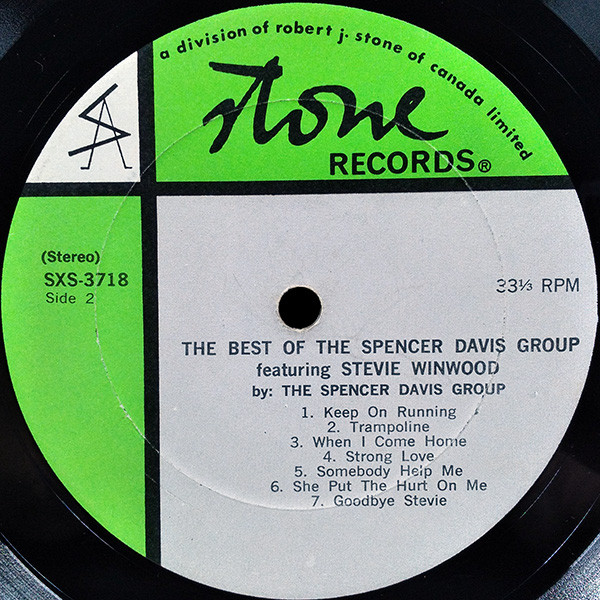 a division of robert j. stone of canada limited
stone
RECORDS®
(Stereo)
SXS-3718
Side 2
33⅓ RPM
THE BEST OF THE SPENCER DAVIS GROUP
featuring STEVIE WINWOOD
by: THE SPENCER DAVIS GROUP
1. Keep On Running
2. Trampoline
3. When I Come Home
4. Strong Love
5. Somebody Help Me
6. She Put The Hurt On Me
7. Goodbye Stevie